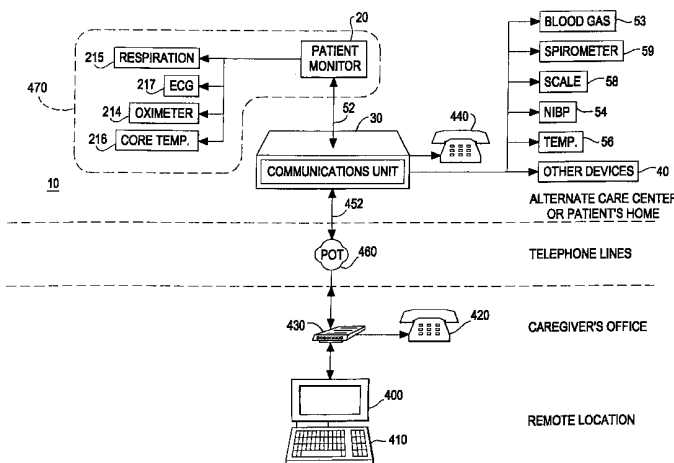 20
PATIENT
MONITOR
215
RESPIRATION
217
ECG
470
214
OXIMETER
216
CORE TEMP.
52
30
440
COMMUNICATIONS UNIT
10
BLOOD GAS
53
SPIROMETER
59
SCALE
58
NIBP
54
TEMP.
56
OTHER DEVICES
40
ALTERNATE CARE CENTER
OR PATIENT'S HOME
452
POT
460
TELEPHONE LINES
430
420
CAREGIVER'S OFFICE
400
410
REMOTE LOCATION